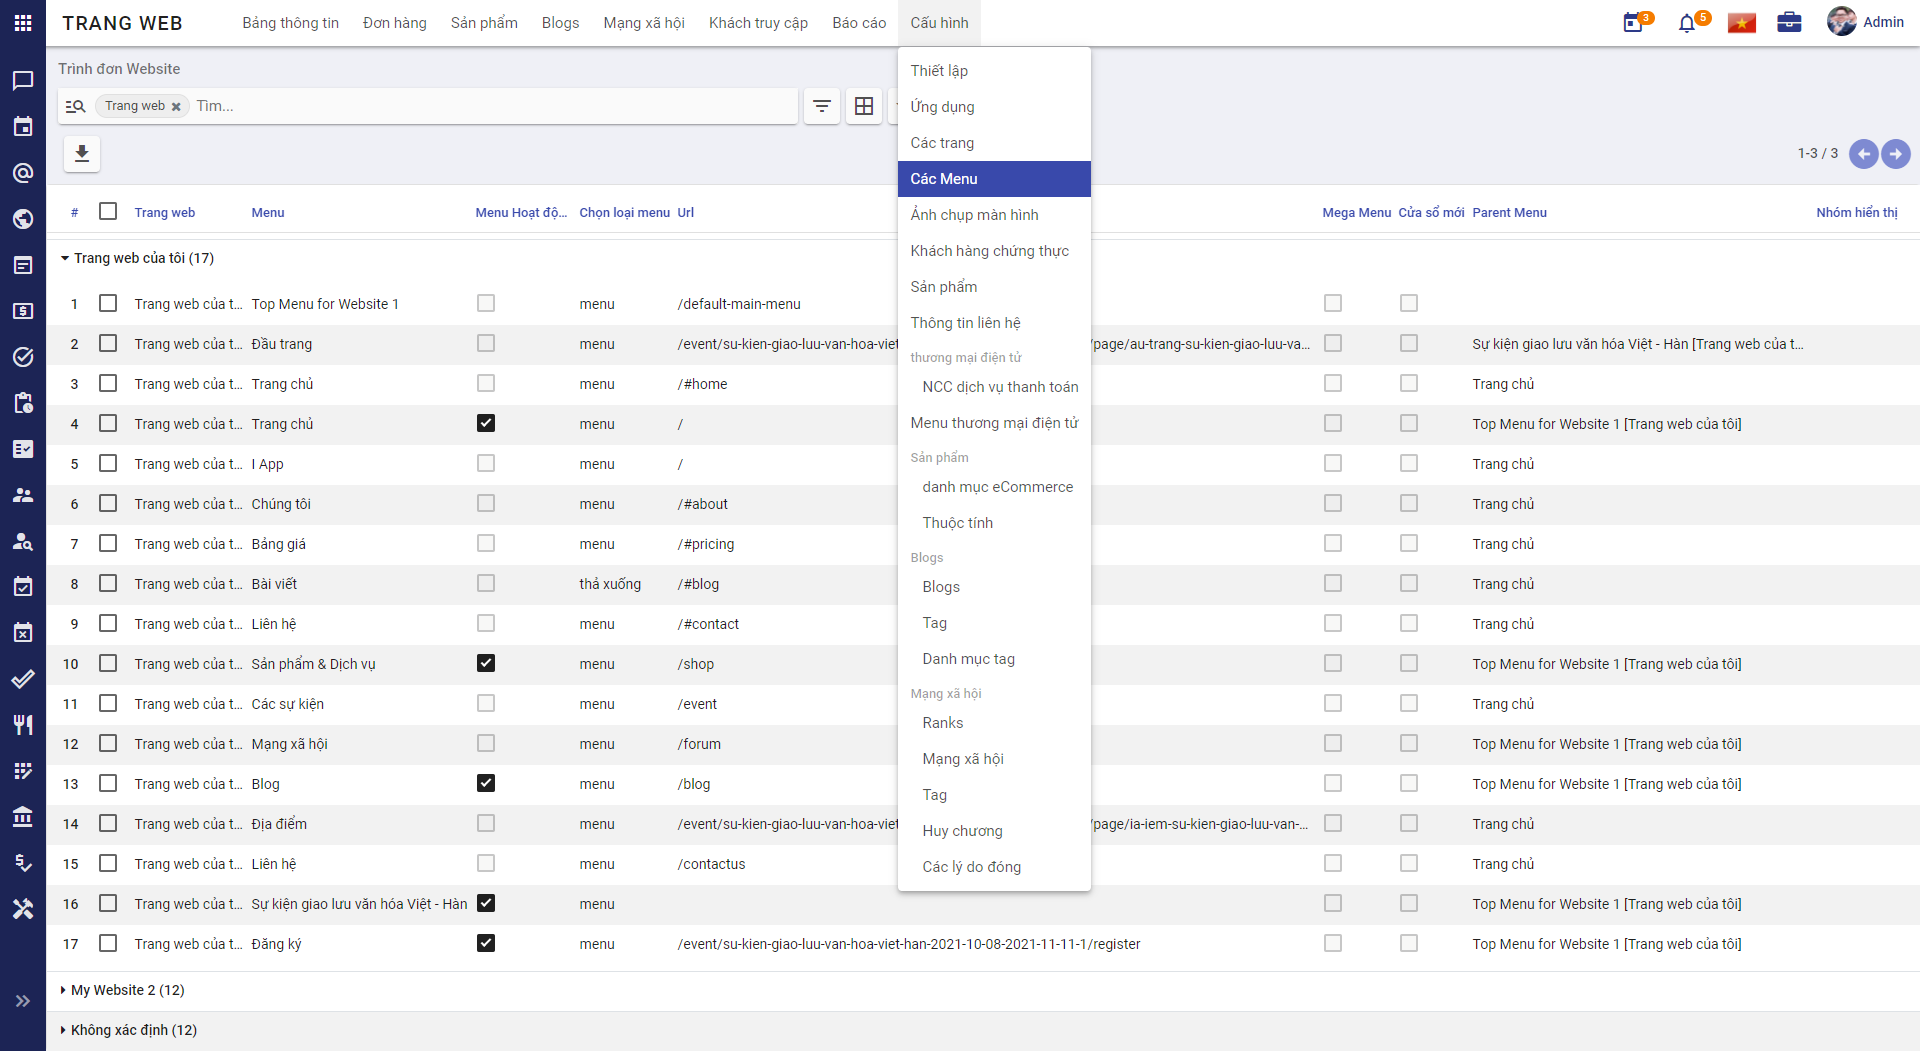 TRANG WEB Bảng thông tin Đơn hàng Sản phẩm Blogs Mạng xã hội Khách truy cập Báo cáo Cấu hình 3 5 Admin
Trình đơn Website
Trang web Tìm...
1-3 / 3
Thiết lập
Ứng dụng
Các trang
Các Menu
Ảnh chụp màn hình
Khách hàng chứng thực
Sản phẩm
Thông tin liên hệ
thương mại điện tử
NCC dịch vụ thanh toán
Menu thương mại điện tử
Sản phẩm
danh mục eCommerce
Thuộc tính
Blogs
Blogs
Tag
Danh mục tag
Mạng xã hội
Ranks
Mạng xã hội
Tag
Huy chương
Các lý do đóng
# Trang web Menu Menu Hoạt độ... Chọn loại menu Url Mega Menu Cửa sổ mới Parent Menu Nhóm hiển thị
Trang web của tôi (17)
1 Trang web của t... Top Menu for Website 1 menu /default-main-menu
2 Trang web của t... Đầu trang menu /event/su-kien-giao-luu-van-hoa-viet /page/au-trang-su-kien-giao-luu-va... Sự kiện giao lưu văn hóa Việt - Hàn [Trang web của t...
3 Trang web của t... Trang chủ menu /#home Trang chủ
4 Trang web của t... Trang chủ menu / Top Menu for Website 1 [Trang web của tôi]
5 Trang web của t... I App menu / Trang chủ
6 Trang web của t... Chúng tôi menu /#about Trang chủ
7 Trang web của t... Bảng giá menu /#pricing Trang chủ
8 Trang web của t... Bài viết thả xuống /#blog Trang chủ
9 Trang web của t... Liên hệ menu /#contact Trang chủ
10 Trang web của t... Sản phẩm & Dịch vụ menu /shop Top Menu for Website 1 [Trang web của tôi]
11 Trang web của t... Các sự kiện menu /event Trang chủ
12 Trang web của t... Mạng xã hội menu /forum Top Menu for Website 1 [Trang web của tôi]
13 Trang web của t... Blog menu /blog Top Menu for Website 1 [Trang web của tôi]
14 Trang web của t... Địa điểm menu /event/su-kien-giao-luu-van-hoa-viet /page/ia-iem-su-kien-giao-luu-van-... Trang chủ
15 Trang web của t... Liên hệ menu /contactus Trang chủ
16 Trang web của t... Sự kiện giao lưu văn hóa Việt - Hàn menu Top Menu for Website 1 [Trang web của tôi]
17 Trang web của t... Đăng ký menu /event/su-kien-giao-luu-van-hoa-viet-han-2021-10-08-2021-11-11-1/register Top Menu for Website 1 [Trang web của tôi]
My Website 2 (12)
Không xác định (12)